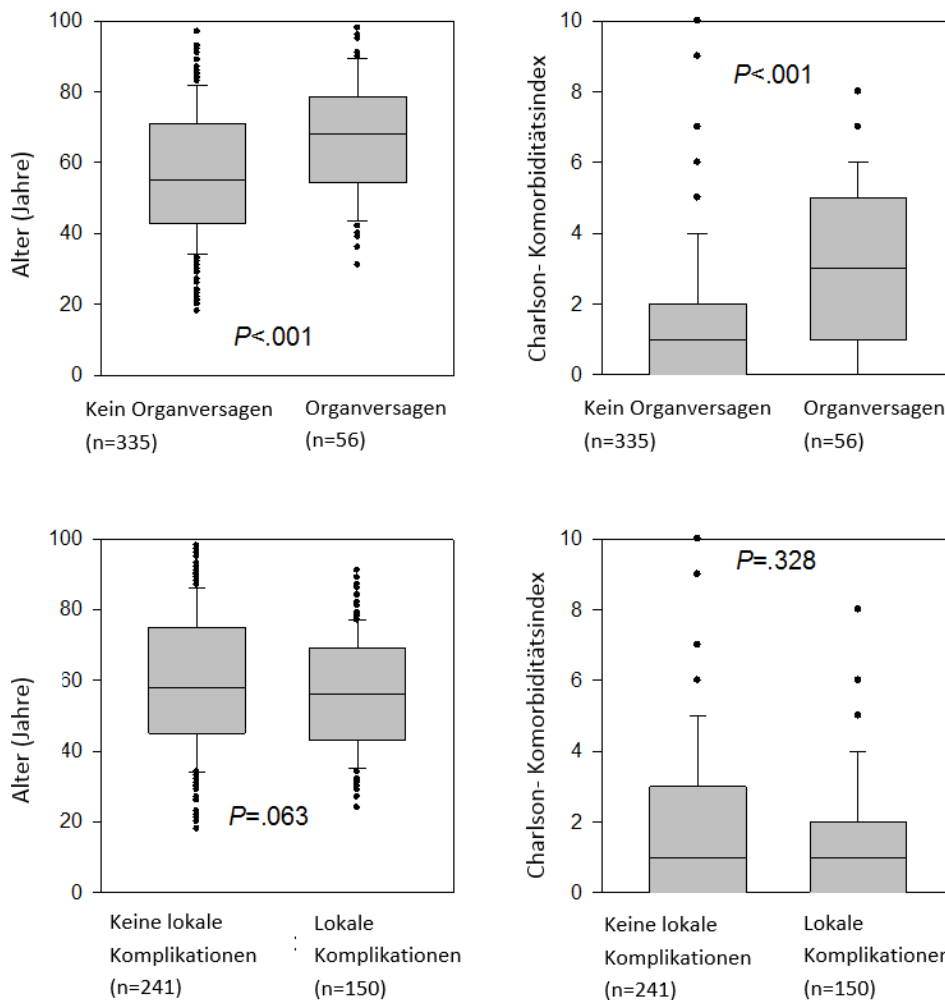 100
80
60
40
20
0
Alter (Jahre)
P<.001
Kein Organversagen
(n=335)
Organversagen
(n=56)
10
8
6
4
2
0
Charlson- Komorbiditätsindex
P<.001
Kein Organversagen
(n=335)
Organversagen
(n=56)
100
80
60
40
20
0
Alter (Jahre)
P=.063
Keine lokale
Komplikationen
(n=241)
:
Lokale
Komplikationen
(n=150)
10
8
6
4
2
0
Charlson- Komorbiditätsindex
P=.328
Keine lokale
Komplikationen
(n=241)
Lokale
Komplikationen
(n=150)